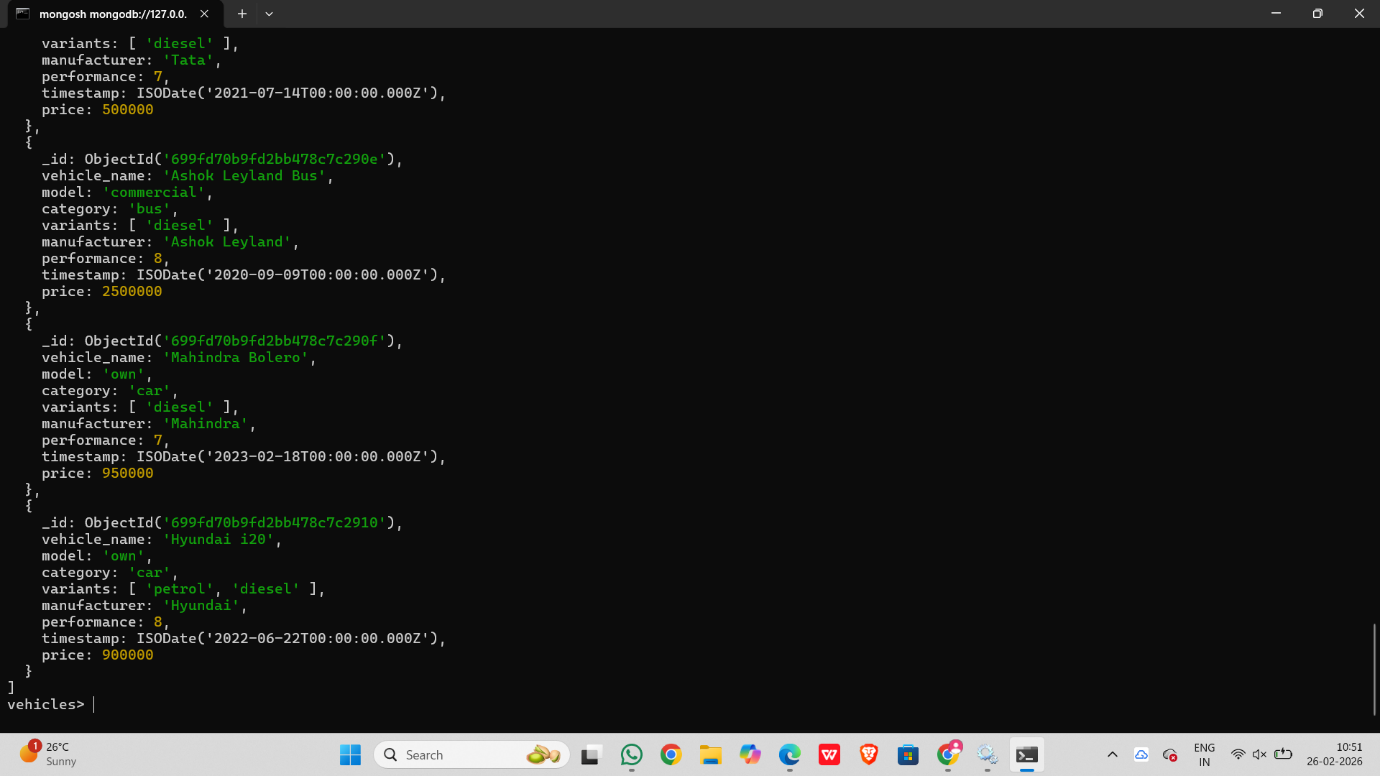 mongosh mongodb://127.0.0.
variants: [ 'diesel' ],
manufacturer: 'Tata',
performance: 7,
timestamp: ISODate('2021-07-14T00:00:00.000Z'),
price: 500000
},
{
_id: ObjectId('699fd70b9fd2bb478c7c290e'),
vehicle_name: 'Ashok Leyland Bus',
model: 'commercial',
category: 'bus',
variants: [ 'diesel' ],
manufacturer: 'Ashok Leyland',
performance: 8,
timestamp: ISODate('2020-09-09T00:00:00.000Z'),
price: 2500000
},
{
_id: ObjectId('699fd70b9fd2bb478c7c290f'),
vehicle_name: 'Mahindra Bolero',
model: 'own',
category: 'car',
variants: [ 'diesel' ],
manufacturer: 'Mahindra',
performance: 7,
timestamp: ISODate('2023-02-18T00:00:00.000Z'),
price: 950000
},
{
_id: ObjectId('699fd70b9fd2bb478c7c2910'),
vehicle_name: 'Hyundai i20',
model: 'own',
category: 'car',
variants: [ 'petrol', 'diesel' ],
manufacturer: 'Hyundai',
performance: 8,
timestamp: ISODate('2022-06-22T00:00:00.000Z'),
price: 900000
}
]
vehicles>
1
26°C
Sunny
Search
W
ENG
IN
10:51
26-02-2026